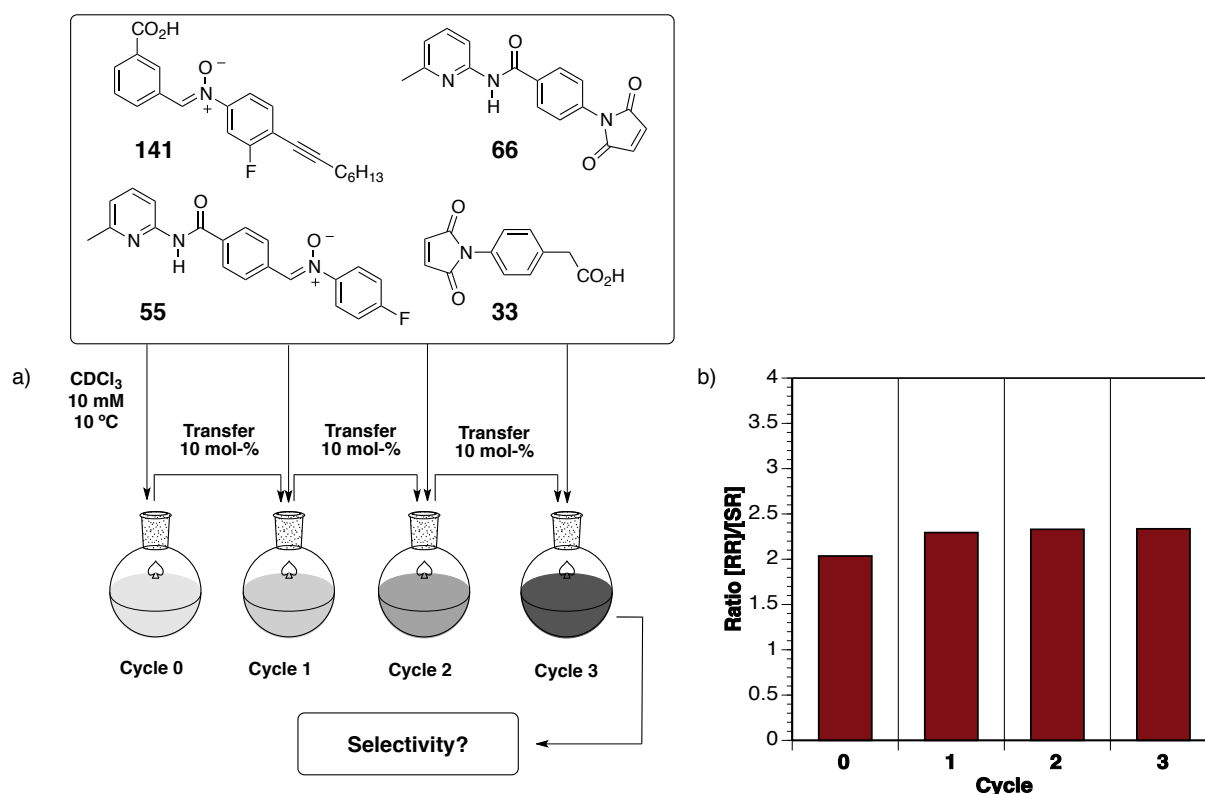 CO₂H
O⁻
N
+
F
C₆H₁₃
141
N
N
H
O
N
O
O
66
N
N
H
O
O⁻
N
+
F
55
O
N
O
CO₂H
33
a)
CDCl₃
10 mM
10 ºC
Transfer
10 mol-%
Transfer
10 mol-%
Transfer
10 mol-%
Cycle 0
Cycle 1
Cycle 2
Cycle 3
Selectivity?
b)
Ratio [RR]/[SR]
4
3.5
3
2.5
2
1.5
1
0.5
0
0 1 2 3
Cycle